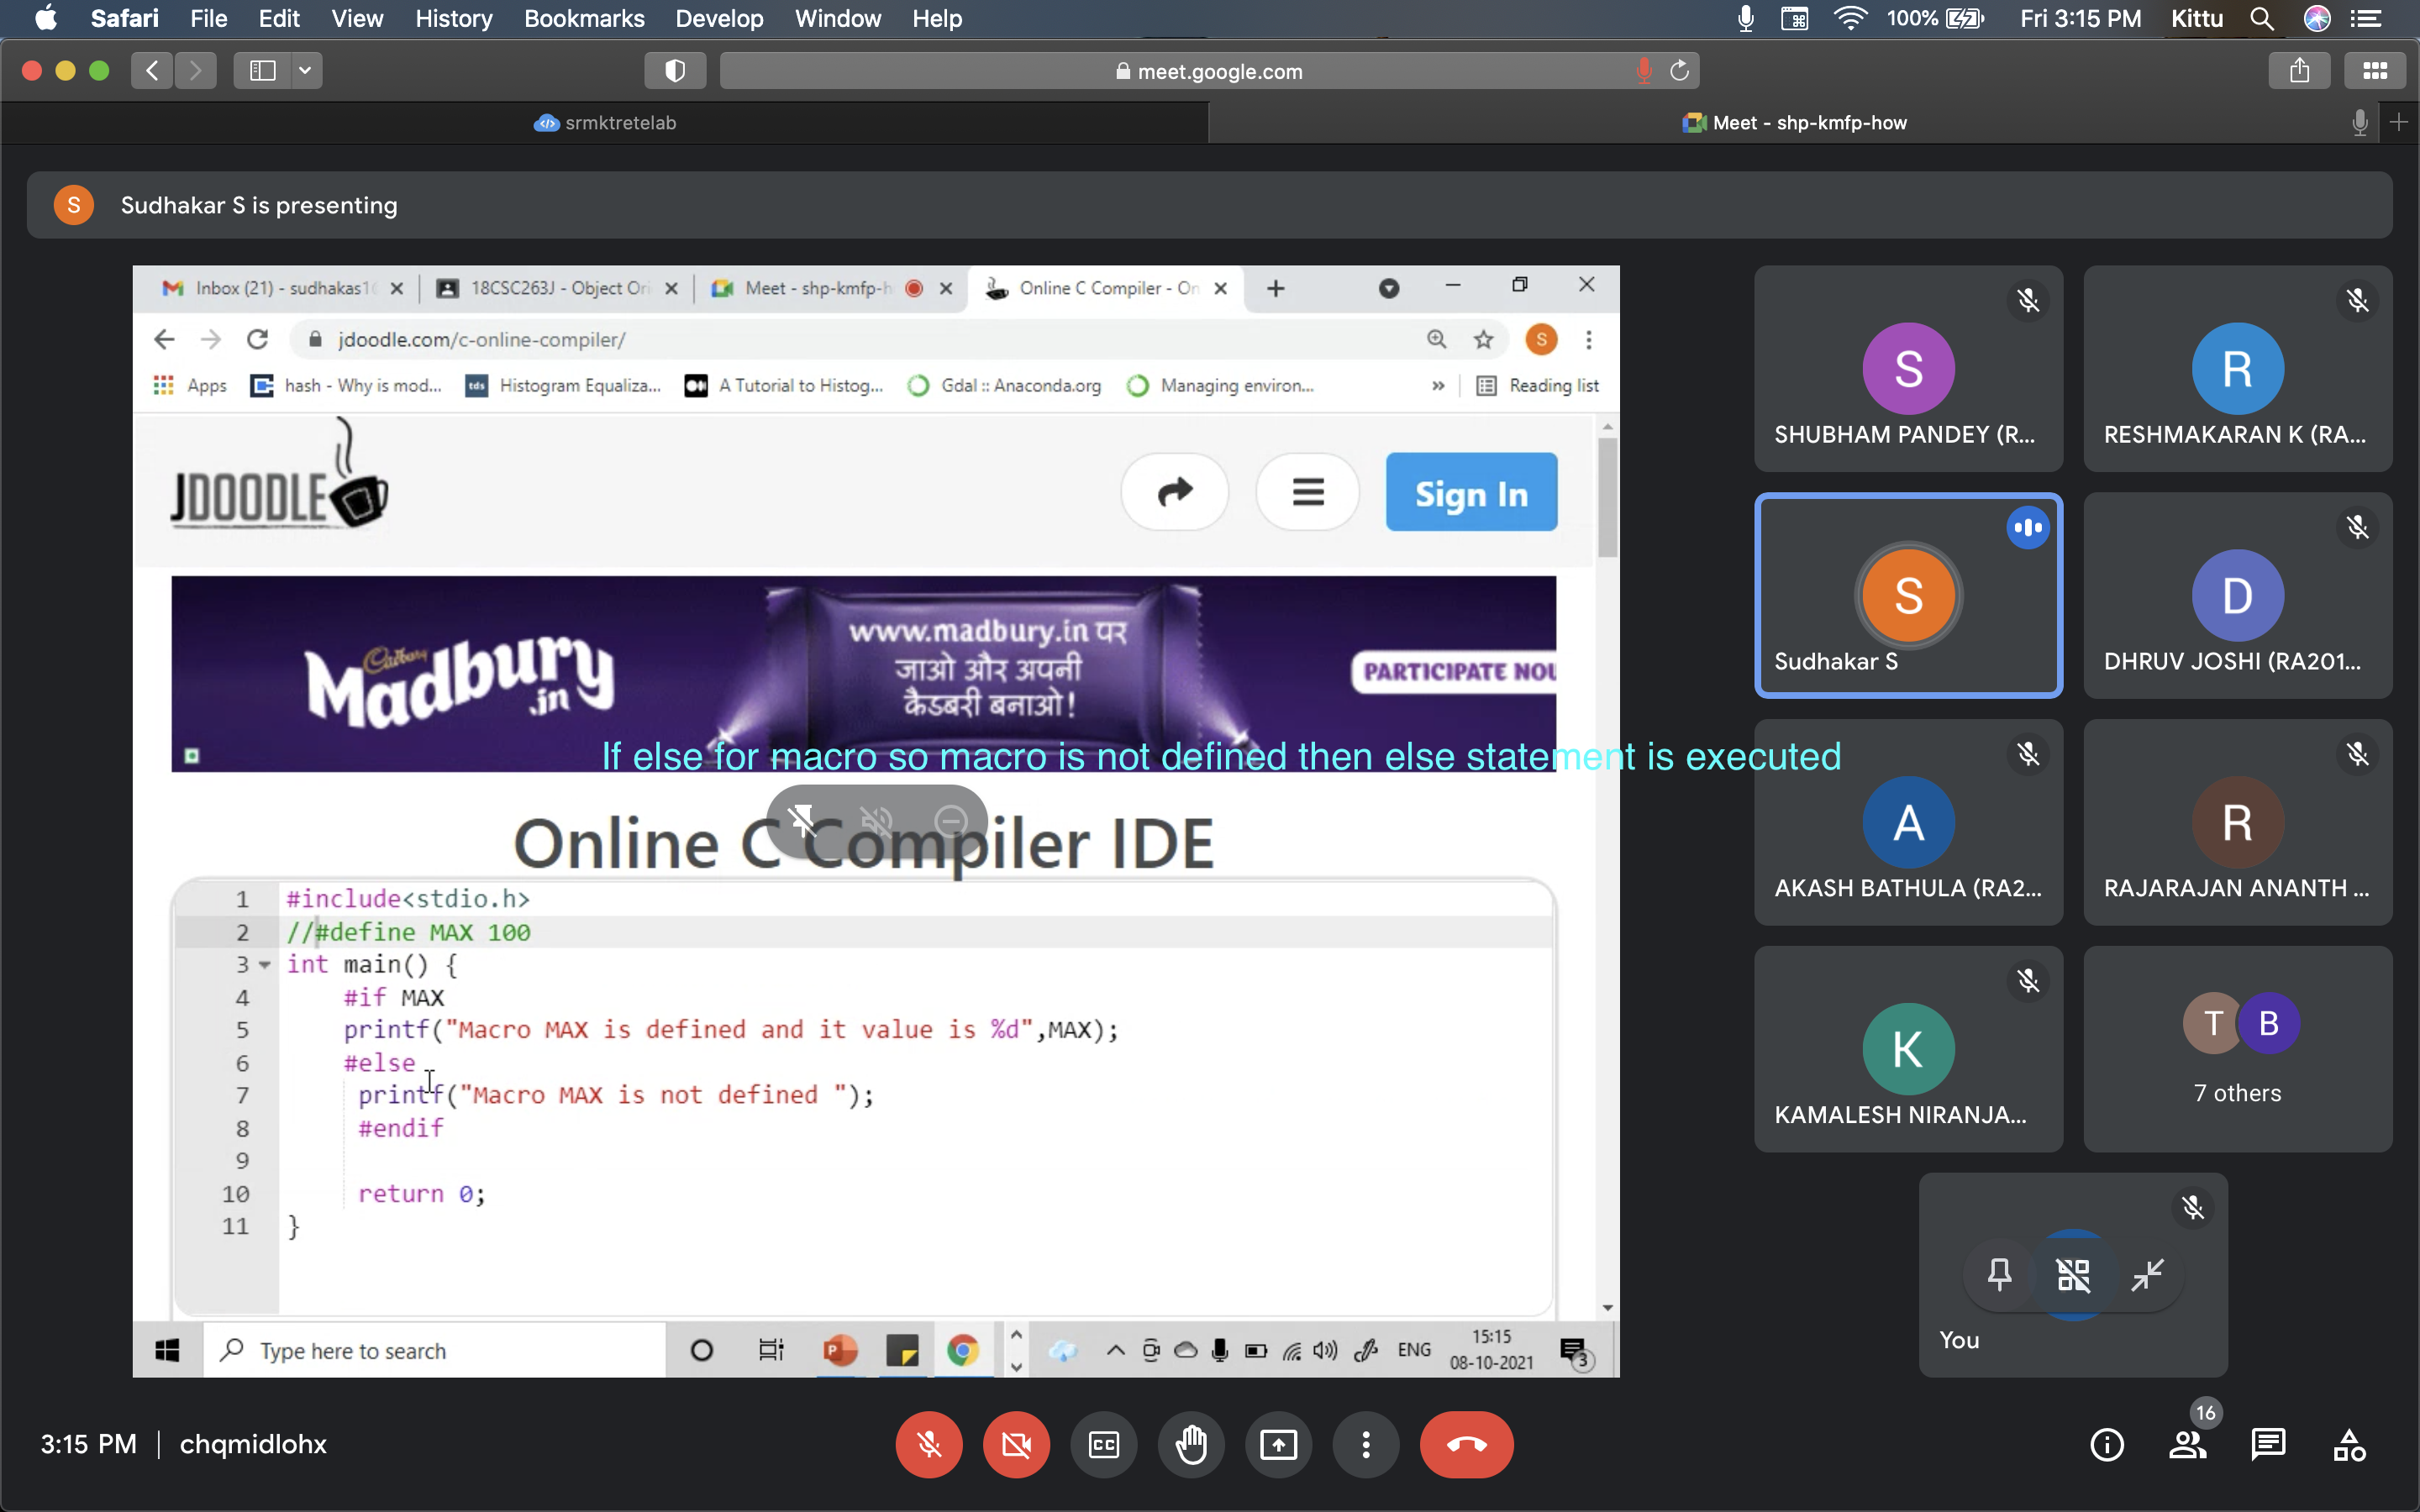 Safari File Edit View History Bookmarks Develop Window Help 100% Fri 3:15 PM Kittu
meet.google.com
srmktretelab Meet - shp-kmfp-how
S Sudhakar S is presenting
Inbox (21) - sudhakas1 18CSC263J - Object Ori Meet - shp-kmfp-h Online C Compiler - On
jdoodle.com/c-online-compiler/ S
Apps hash - Why is mod... tds Histogram Equaliza... A Tutorial to Histog... Gdal :: Anaconda.org Managing environ... » Reading list
JDOODLE Sign In
Cadbury
Madbury
.in
www.madbury.in पर
जाओ और अपनी
कैडबरी बनाओ!
PARTICIPATE NOW
If else for macro so macro is not defined then else statement is executed
Online C Compiler IDE
1 #include<stdio.h>
2 //#define MAX 100
3 int main() {
4 #if MAX
5 printf("Macro MAX is defined and it value is %d",MAX);
6 #else
7 printf("Macro MAX is not defined ");
8 #endif
9
10 return 0;
11 }
Type here to search P ENG 15:15
08-10-2021 3
S
SHUBHAM PANDEY (R...
R
RESHMAKARAN K (RA...
S
Sudhakar S
D
DHRUV JOSHI (RA201...
A
AKASH BATHULA (RA2...
R
RAJARAJAN ANANTH ...
K
KAMALESH NIRANJA...
T B
7 others
You
3:15 PM | chqmidlohx CC 16